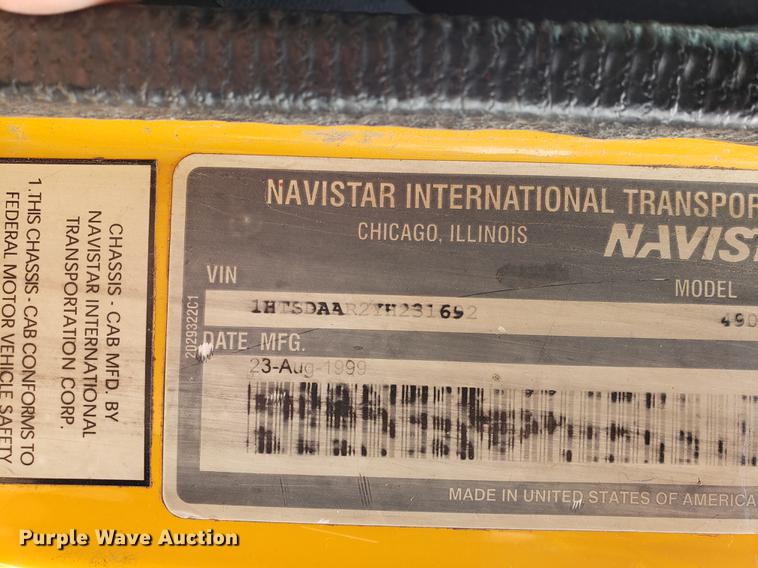 CHASSIS - CAB MFD. BY
NAVISTAR INTERNATIONAL
TRANSPORTATION CORP.
1. THIS CHASSIS - CAB CONFORMS TO
FEDERAL MOTOR VEHICLE SAFETY
NAVISTAR INTERNATIONAL TRANSPOR
CHICAGO, ILLINOIS
NAVIST
VIN
MODEL
1HTSDAAR2YH231692
490
2029322C1
DATE MFG.
23-Aug-1999
MADE IN UNITED STATES OF AMERICA
Purple Wave Auction